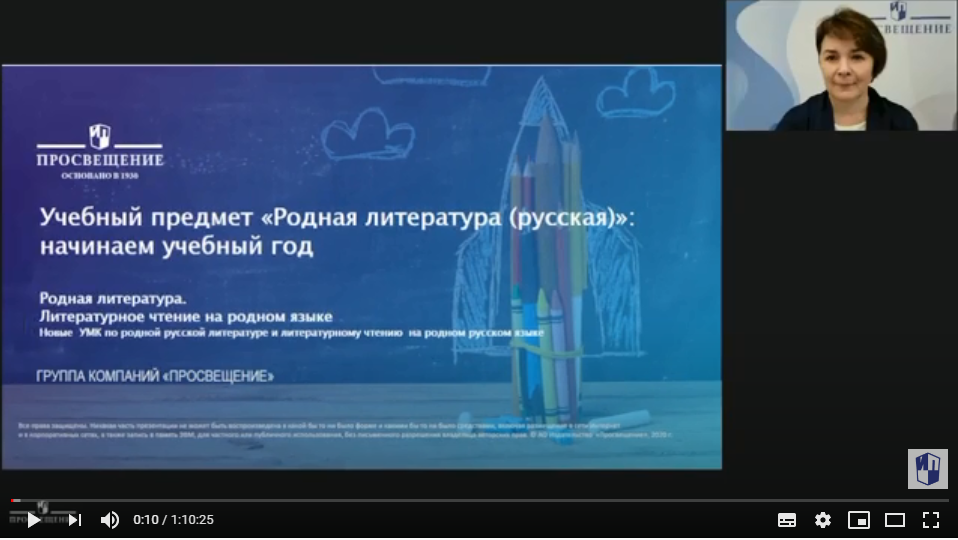 СВЕЩЕНИЕ
ПРОСВЕЩЕНИЕ
ОСНОВАНО В 1930
Учебный предмет «Родная литература (русская)»:
начинаем учебный год
Родная литература.
Литературное чтение на родном языке
Новые УМК по родной русской литературе и литературному чтению на родном русском языке
ГРУППА КОМПАНИЙ «ПРОСВЕЩЕНИЕ»
Все права защищены. Никакая часть презентации не может быть воспроизведена в какой бы то ни было форме и какими бы то ни было средствами, включая размещение в сети Интернет
и в корпоративных сетях, а также запись в память ЭВМ, для частного или публичного использования, без письменного разрешения владельца авторских прав. © АО «Издательство «Просвещение», 2020 г.
0:10 / 1:10:25